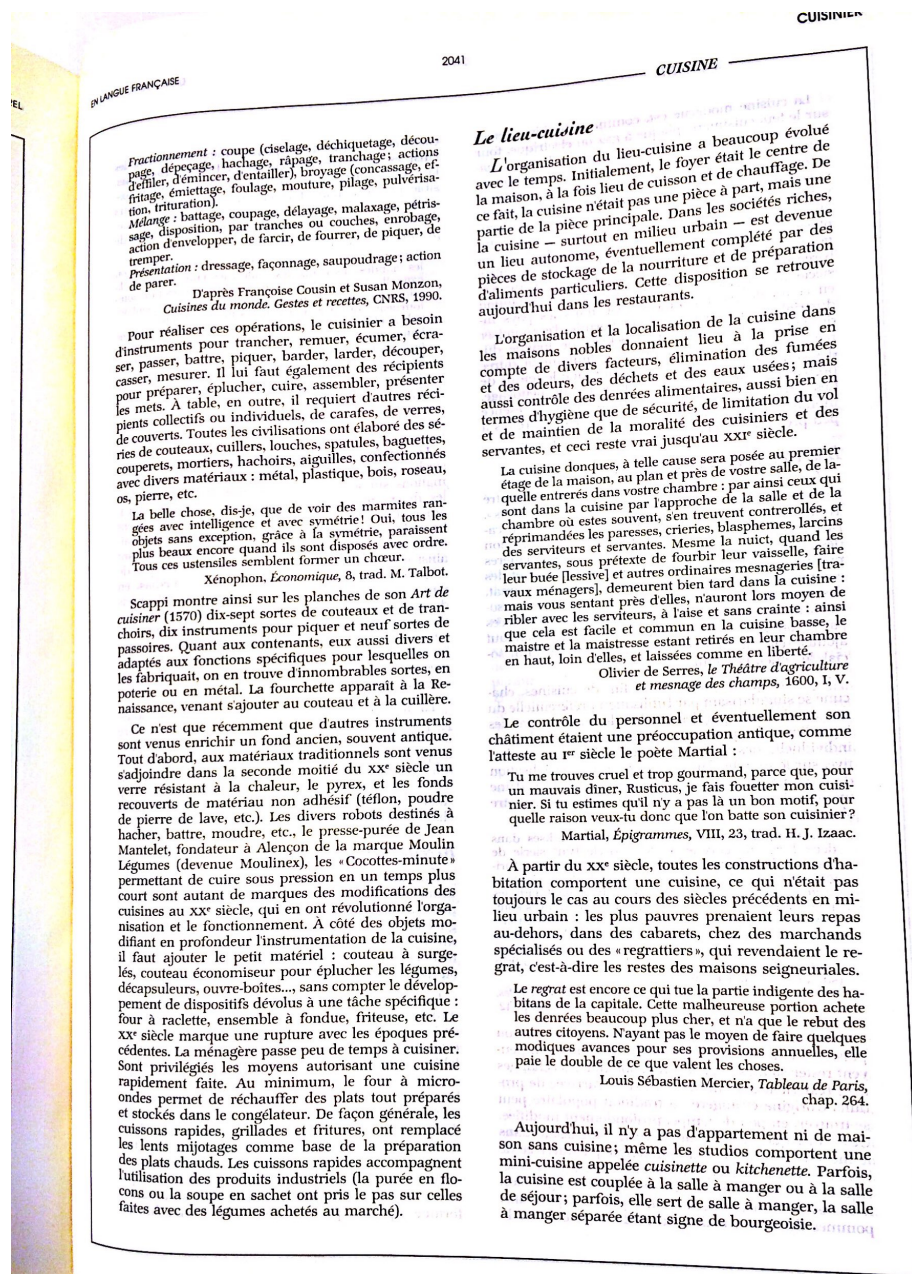 CUISINIER
2041
EN LANGUE FRANÇAISE
CUISINE
Fractionnement : coupe (ciselage, déchiquetage, décou-
page, dépeçage, hachage, râpage, tranchage ; actions
d'effiler, d'émincer, d'entailler), broyage (concassage, ef-
fritage, émiettage, foulage, mouture, pilage, pulvérisa-
tion, trituration).
Mélange : battage, coupage, délayage, malaxage, pétris-
sage, disposition, par tranches ou couches, enrobage,
action d'envelopper, de farcir, de fourrer, de piquer, de
tremper.
Présentation : dressage, façonnage, saupoudrage ; action
de parer.
D'après Françoise Cousin et Susan Monzon,
Cuisines du monde. Gestes et recettes, CNRS, 1990.
Pour réaliser ces opérations, le cuisinier a besoin
d'instruments pour trancher, remuer, écumer, écra-
ser, passer, battre, piquer, barder, larder, découper,
casser, mesurer. Il lui faut également des récipients
pour préparer, éplucher, cuire, assembler, présenter
les mets. À table, en outre, il requiert d'autres réci-
pients collectifs ou individuels, de carafes, de verres,
de couverts. Toutes les civilisations ont élaboré des sé-
ries de couteaux, cuillers, louches, spatules, baguettes,
couperets, mortiers, hachoirs, aiguilles, confectionnés
avec divers matériaux : métal, plastique, bois, roseau,
os, pierre, etc.
La belle chose, dis-je, que de voir des marmites ran-
gées avec intelligence et avec symétrie ! Oui, tous les
objets sans exception, grâce à la symétrie, paraissent
plus beaux encore quand ils sont disposés avec ordre.
Tous ces ustensiles semblent former un chœur.
Xénophon, Économique, 8, trad. M. Talbot.
Scappi montre ainsi sur les planches de son Art de
cuisiner (1570) dix-sept sortes de couteaux et de tran-
choirs, dix instruments pour piquer et neuf sortes de
passoires. Quant aux contenants, eux aussi divers et
adaptés aux fonctions spécifiques pour lesquelles on
les fabriquait, on en trouve d'innombrables sortes, en
poterie ou en métal. La fourchette apparaît à la Re-
naissance, venant s'ajouter au couteau et à la cuillère.
Ce n'est que récemment que d'autres instruments
sont venus enrichir un fond ancien, souvent antique.
Tout d'abord, aux matériaux traditionnels sont venus
s'adjoindre dans la seconde moitié du XXe siècle un
verre résistant à la chaleur, le pyrex, et les fonds
recouverts de matériau non adhésif (téflon, poudre
de pierre de lave, etc.). Les divers robots destinés à
hacher, battre, moudre, etc., le presse-purée de Jean
Mantelet, fondateur à Alençon de la marque Moulin
Légumes (devenue Moulinex), les « Cocottes-minute »
permettant de cuire sous pression en un temps plus
court sont autant de marques des modifications des
cuisines au XXe siècle, qui en ont révolutionné l'orga-
nisation et le fonctionnement. À côté des objets mo-
difiant en profondeur l'instrumentation de la cuisine,
il faut ajouter le petit matériel : couteau à surge-
lés, couteau économiseur pour éplucher les légumes,
décapsuleurs, ouvre-boîtes..., sans compter le dévelop-
pement de dispositifs dévolus à une tâche spécifique :
four à raclette, ensemble à fondue, friteuse, etc. Le
XXe siècle marque une rupture avec les époques pré-
cédentes. La ménagère passe peu de temps à cuisiner.
Sont privilégiés les moyens autorisant une cuisine
rapidement faite. Au minimum, le four à micro-
ondes permet de réchauffer des plats tout préparés
et stockés dans le congélateur. De façon générale, les
cuissons rapides, grillades et fritures, ont remplacé
les lents mijotages comme base de la préparation
des plats chauds. Les cuissons rapides accompagnent
l'utilisation des produits industriels (la purée en flo-
cons ou la soupe en sachet ont pris le pas sur celles
faites avec des légumes achetés au marché).
Le lieu-cuisine
L'organisation du lieu-cuisine a beaucoup évolué
avec le temps. Initialement, le foyer était le centre de
la maison, à la fois lieu de cuisson et de chauffage. De
ce fait, la cuisine n'était pas une pièce à part, mais une
partie de la pièce principale. Dans les sociétés riches,
la cuisine – surtout en milieu urbain – est devenue
un lieu autonome, éventuellement complété par des
pièces de stockage de la nourriture et de préparation
d'aliments particuliers. Cette disposition se retrouve
aujourd'hui dans les restaurants.
L'organisation et la localisation de la cuisine dans
les maisons nobles donnaient lieu à la prise en
compte de divers facteurs, élimination des fumées
et des odeurs, des déchets et des eaux usées ; mais
aussi contrôle des denrées alimentaires, aussi bien en
termes d'hygiène que de sécurité, de limitation du vol
et de maintien de la moralité des cuisiniers et des
servantes, et ceci reste vrai jusqu'au XXIe siècle.
La cuisine donques, à telle cause sera posée au premier
étage de la maison, au plan et près de vostre salle, de la-
quelle entrerés dans vostre chambre : par ainsi ceux qui
sont dans la cuisine par l'approche de la salle et de la
chambre où estes souvent, s'en treuvent contrerollés, et
réprimandées les paresses, crieries, blasphemes, larcins
des serviteurs et servantes. Mesme la nuict, quand les
servantes, sous prétexte de fourbir leur vaisselle, faire
leur buée [lessive] et autres ordinaires mesnageries [tra-
vaux ménagers], demeurent bien tard dans la cuisine :
mais vous sentant près d'elles, n'auront lors moyen de
ribler avec les serviteurs, à l'aise et sans crainte : ainsi
que cela est facile et commun en la cuisine basse, le
maistre et la maistresse estant retirés en leur chambre
en haut, loin d'elles, et laissées comme en liberté.
Olivier de Serres, le Théâtre d'agriculture
et mesnage des champs, 1600, I, V.
Le contrôle du personnel et éventuellement son
châtiment étaient une préoccupation antique, comme
l'atteste au Ier siècle le poète Martial :
Tu me trouves cruel et trop gourmand, parce que, pour
un mauvais dîner, Rusticus, je fais fouetter mon cuisi-
nier. Si tu estimes qu'il n'y a pas là un bon motif, pour
quelle raison veux-tu donc que l'on batte son cuisinier ?
Martial, Épigrammes, VIII, 23, trad. H. J. Izaac.
À partir du XXe siècle, toutes les constructions d'ha-
bitation comportent une cuisine, ce qui n'était pas
toujours le cas au cours des siècles précédents en mi-
lieu urbain : les plus pauvres prenaient leurs repas
au-dehors, dans des cabarets, chez des marchands
spécialisés ou des « regrattiers », qui revendaient le re-
grat, c'est-à-dire les restes des maisons seigneuriales.
Le regrat est encore ce qui tue la partie indigente des ha-
bitans de la capitale. Cette malheureuse portion achete
les denrées beaucoup plus cher, et n'a que le rebut des
autres citoyens. N'ayant pas le moyen de faire quelques
modiques avances pour ses provisions annuelles, elle
paie le double de ce que valent les choses.
Louis Sébastien Mercier, Tableau de Paris,
chap. 264.
Aujourd'hui, il n'y a pas d'appartement ni de mai-
son sans cuisine ; même les studios comportent une
mini-cuisine appelée cuisinette ou kitchenette. Parfois,
la cuisine est couplée à la salle à manger ou à la salle
de séjour ; parfois, elle sert de salle à manger, la salle
à manger séparée étant signe de bourgeoisie.